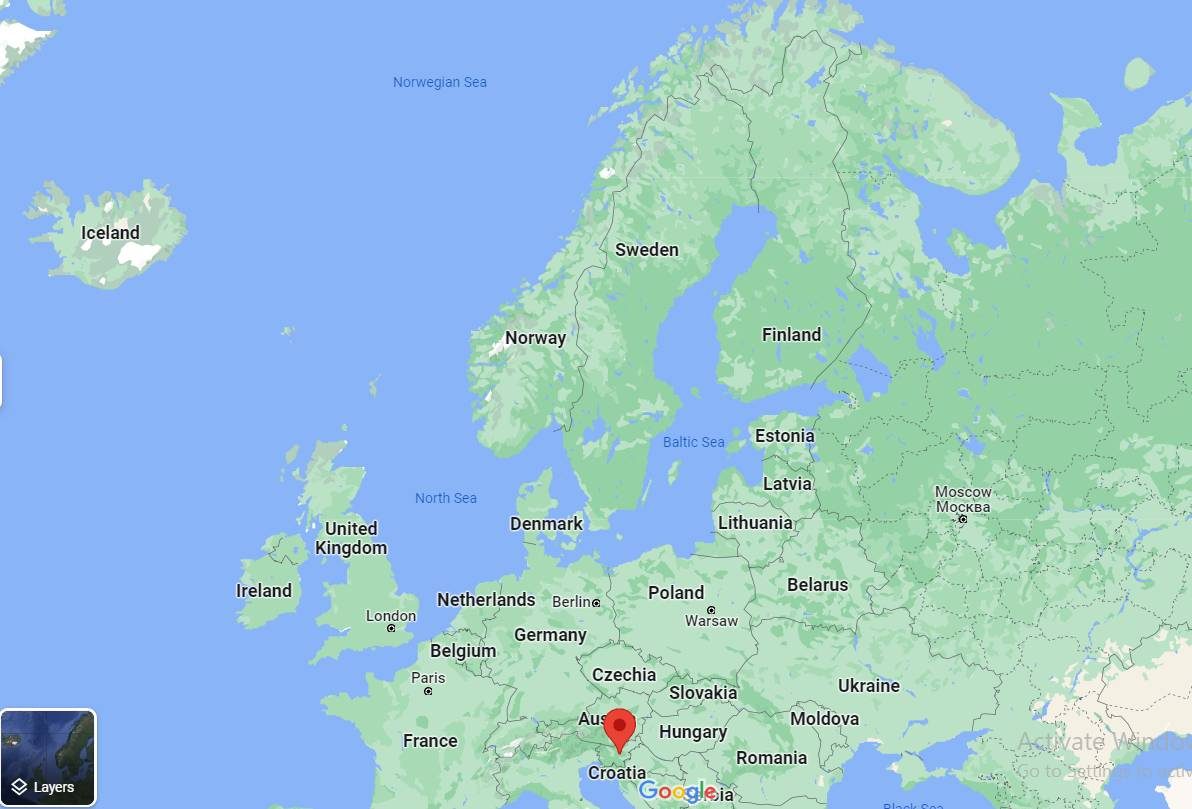 Norwegian Sea
Iceland
Sweden
Norway
Finland
Baltic Sea
Estonia
Latvia
North Sea
Moscow
Москва
Denmark
Lithuania
United
Kingdom
Ireland
Belarus
Netherlands
Berlin
Poland
London
Warsaw
Germany
Belgium
Czechia
Paris
Slovakia
Ukraine
Moldova
France
Hungary
Romania
Croatia
Layers
Google
Activate Windo
Go to Settings to activ
Black Sea